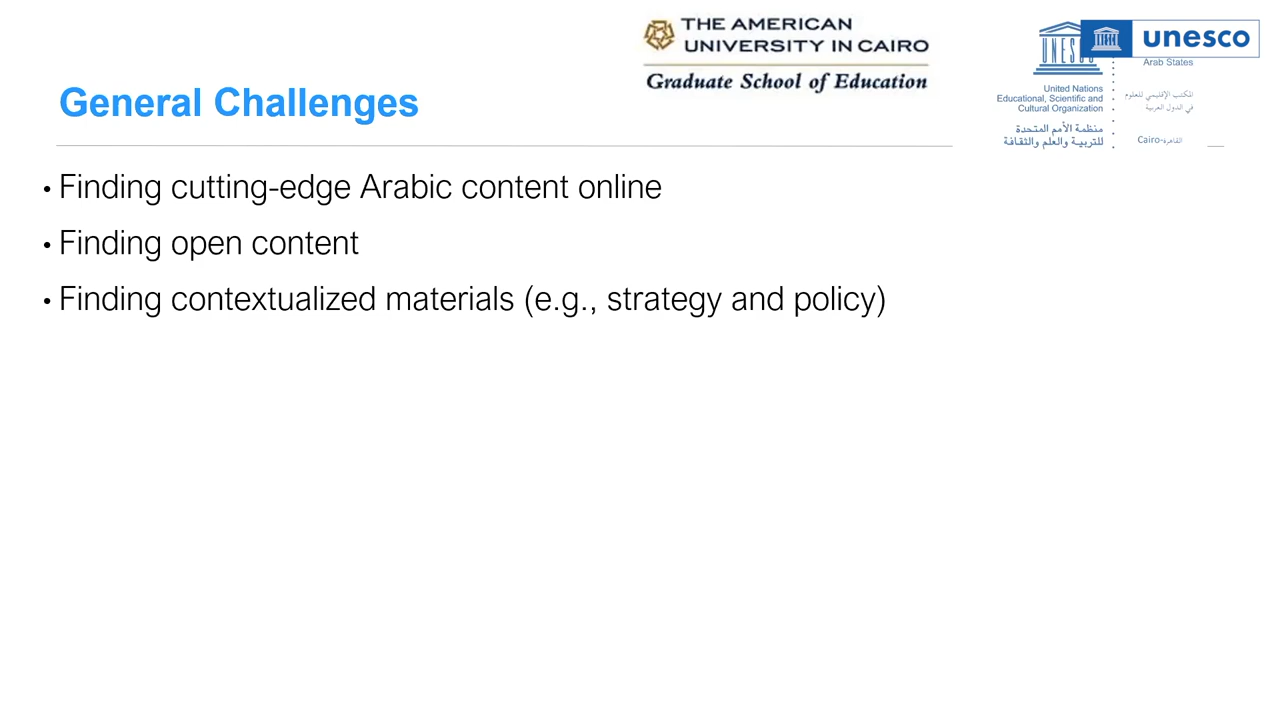 THE AMERICAN
UNIVERSITY IN CAIRO
Graduate School of Education
unesco
Arab States
United Nations
Educational, Scientific and
Cultural Organization
منظمة الأمم المتحدة
للتربية والعلم والثقافة
المكتب الإقليمي للعلوم
في الدول العربية
Cairo-القاهرة
General Challenges
• Finding cutting-edge Arabic content online
• Finding open content
• Finding contextualized materials (e.g., strategy and policy)